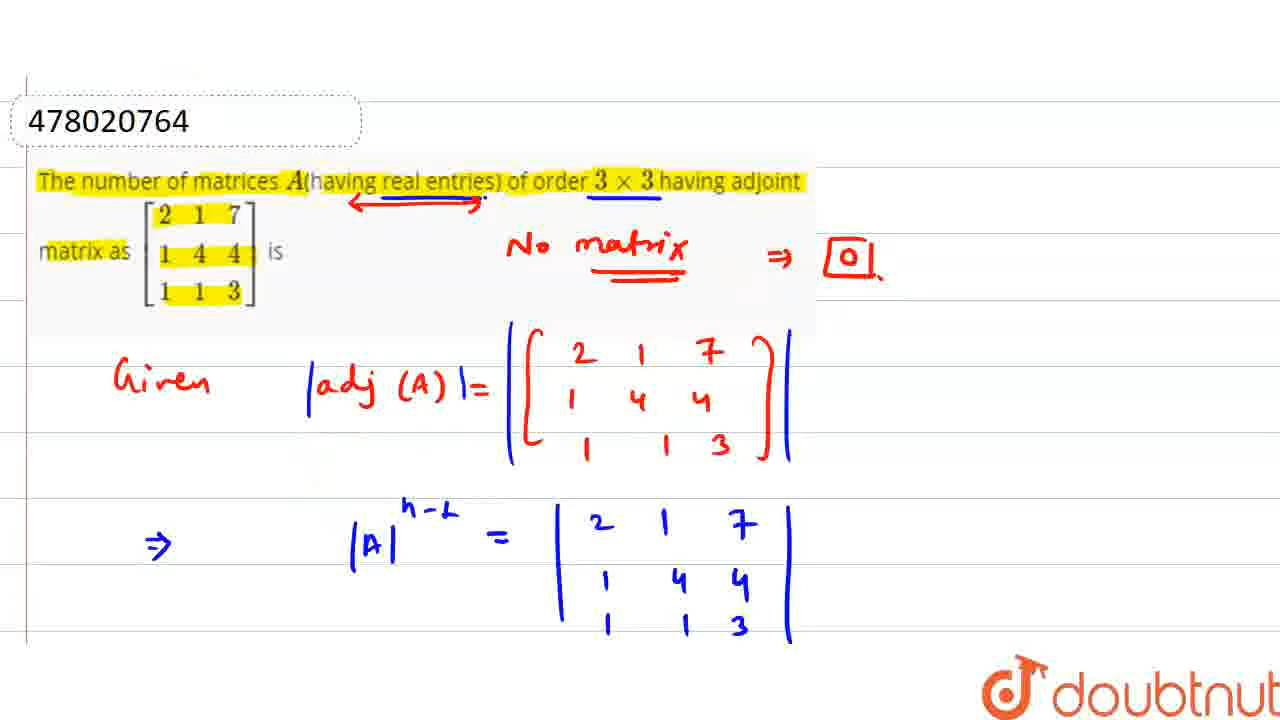 478020764
The number of matrices A(having real entries) of order 3 × 3 having adjoint
matrix as [2 1 7
1 4 4
1 1 3] is
No matrix ⇒ 0
Given |adj (A)| = |[2 1 7
1 4 4
1 1 3]|
⇒ |A|^n-1 = |2 1 7
1 4 4
1 1 3|
doubtnut